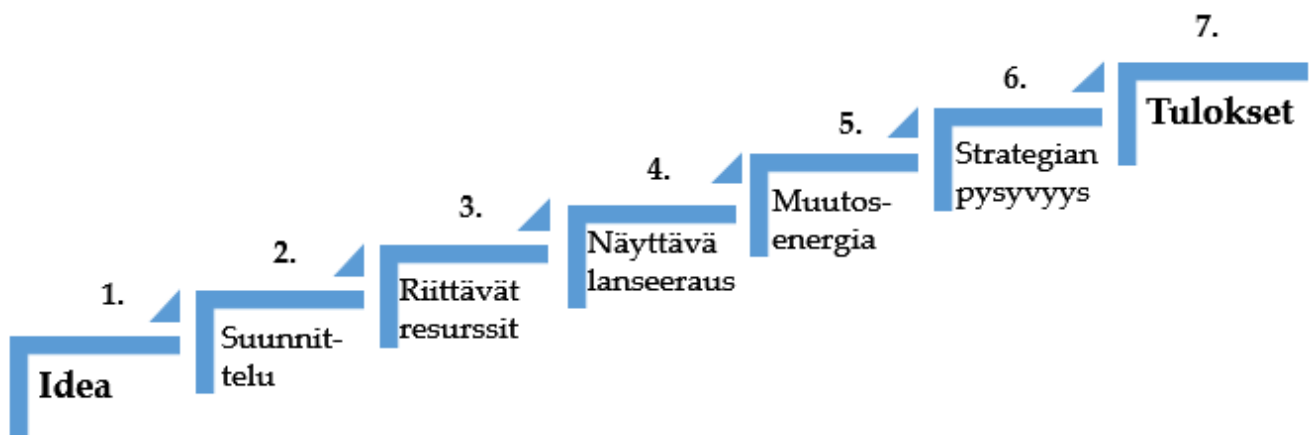 1.
Idea
2.
Suunnit-
telu
3.
Riittävät
resurssit
4.
Näyttävä
lanseeraus
5.
Muutos-
energia
6.
Strategian
pysyvyys
7.
Tulokset